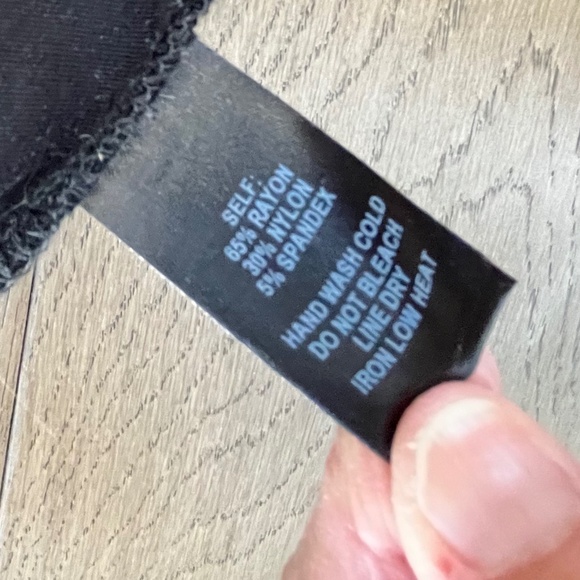 SELF:
65% RAYON
30% NYLON
5% SPANDEX
HAND WASH COLD
DO NOT BLEACH
LINE DRY
IRON LOW HEAT